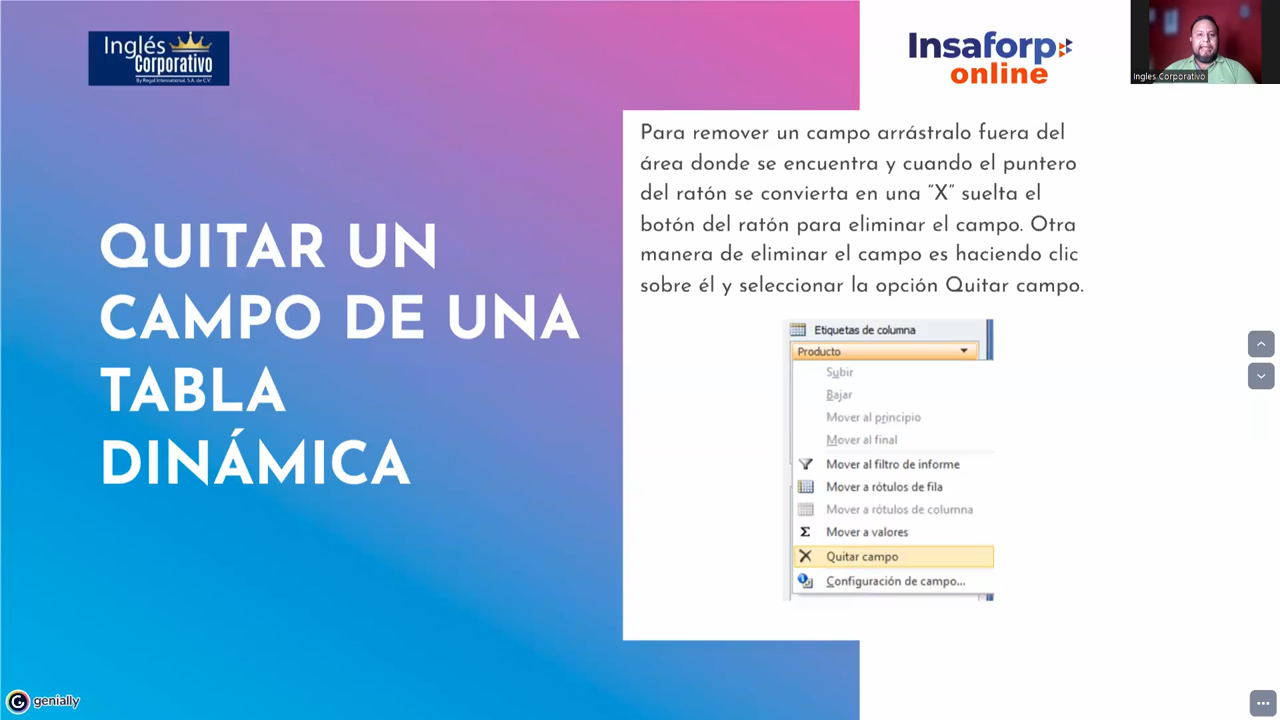 Inglés
Corporativo
By Regal International, S.A. de C.V.
Insaforp
online
Ingles Corporativo
QUITAR UN
CAMPO DE UNA
TABLA
DINÁMICA
Para remover un campo arrástralo fuera del
área donde se encuentra y cuando el puntero
del ratón se convierta en una “X” suelta el
botón del ratón para eliminar el campo. Otra
manera de eliminar el campo es haciendo clic
sobre él y seleccionar la opción Quitar campo.
Etiquetas de columna
Producto
Subir
Bajar
Mover al principio
Mover al final
Mover al filtro de informe
Mover a rótulos de fila
Mover a rótulos de columna
Mover a valores
Quitar campo
Configuración de campo...
genially